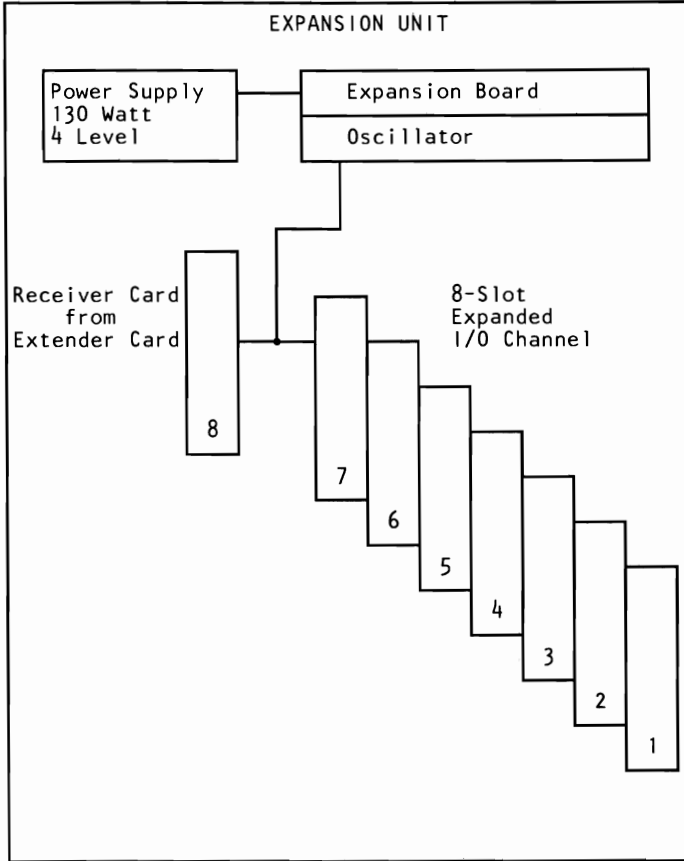 EXPANSION UNIT
Power Supply
130 Watt
4 Level
Expansion Board
Oscillator
Receiver Card
from
Extender Card
8-Slot
Expanded
I/O Channel
8
7
6
5
4
3
2
1